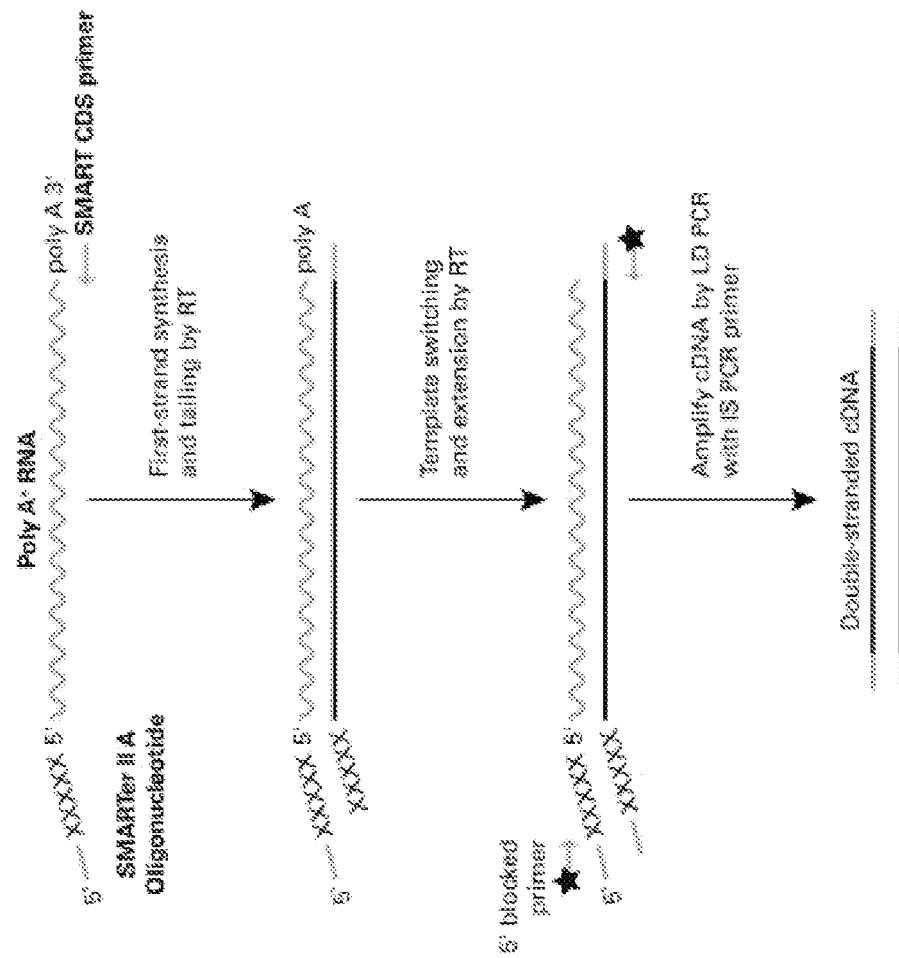 Poly A⁺ RNA
5' XXXXX 5' poly A 3'
SMART CDS primer
SMARTer II A
Oligonucleotide
First-strand synthesis
and tailing by RT
5' XXXXX 5' poly A
XXXXX
Template switching
and extension by RT
5' blocked
primer
5' XXXXX 5'
XXXXX
Amplify cDNA by LD PCR
with IS PCR primer
Double-stranded cDNA